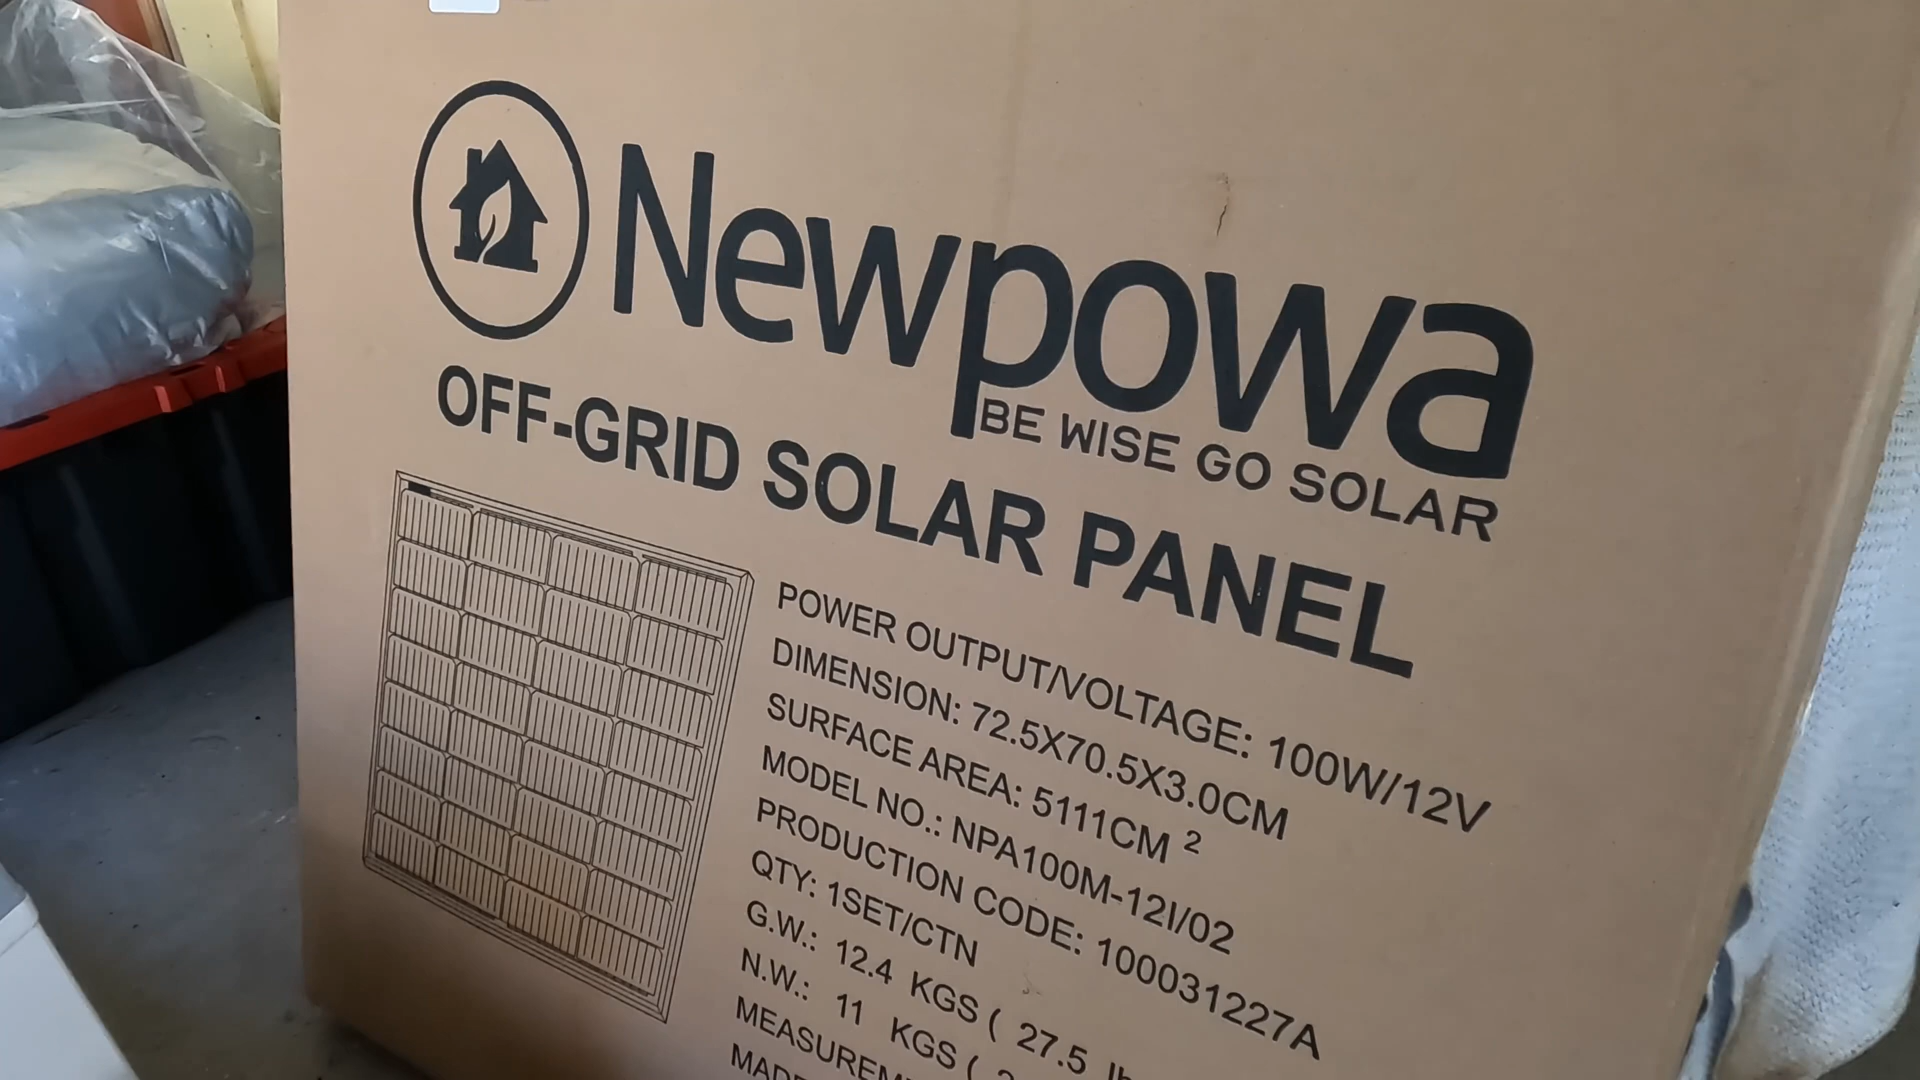 Newpowa
BE WISE GO SOLAR
OFF-GRID SOLAR PANEL
POWER OUTPUT/VOLTAGE: 100W/12V
DIMENSION: 72.5X70.5X3.0CM
SURFACE AREA: 5111CM ²
MODEL NO.: NPA100M-12I/02
PRODUCTION CODE: 100031227A
QTY: 1SET/CTN
G.W.: 12.4 KGS ( 27.5
N.W.: 11 KGS (